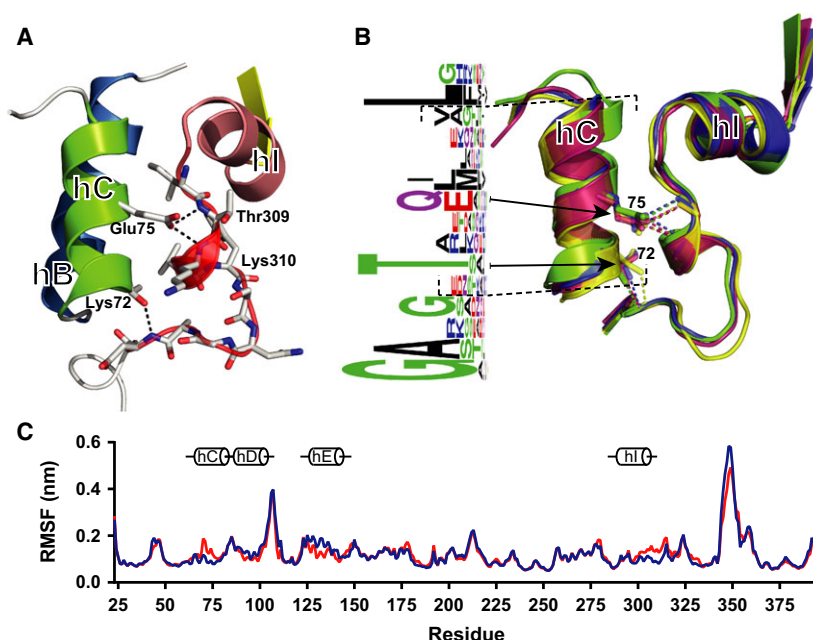 A
hC
hI
hB
Glu75
Thr309
Lys310
Lys72
B
hC
hI
75
72
G
V
L
Q I
M
E
A
T
G
G A
C
RMSF (nm)
hC hD hE hI
0.6
0.4
0.2
0.0
25 50 75 100 125 150 175 200 225 250 275 300 325 350 375
Residue